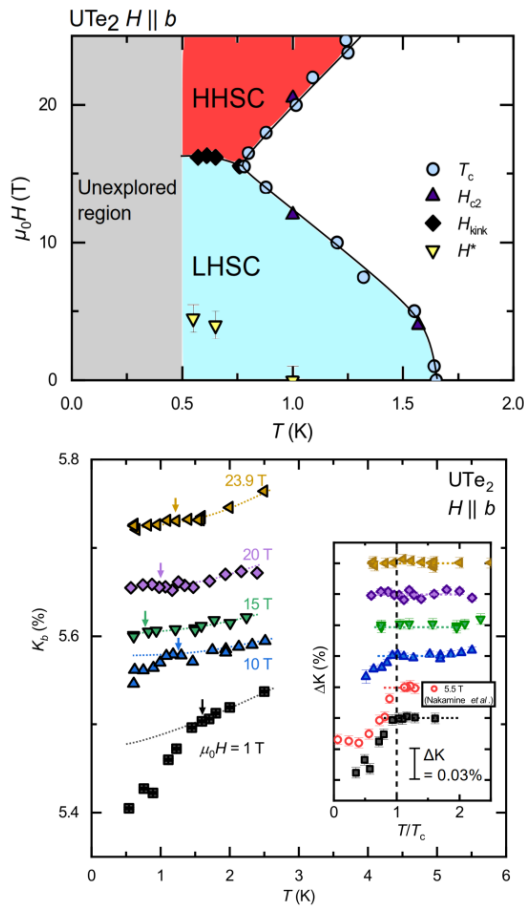 UTe2 H || b
HHSC
LHSC
Unexplored
region
Tc
Hc2
Hkink
H*
μ0H (T)
20
10
0
0.0
0.5
1.0
1.5
2.0
T (K)
UTe2
H || b
23.9 T
20 T
15 T
10 T
μ0H = 1 T
Kb (%)
5.8
5.6
5.4
0
1
2
3
4
5
6
T (K)
ΔK (%)
5.5 T
(Nakamine et al.)
ΔK
= 0.03%
0
1
2
T/Tc